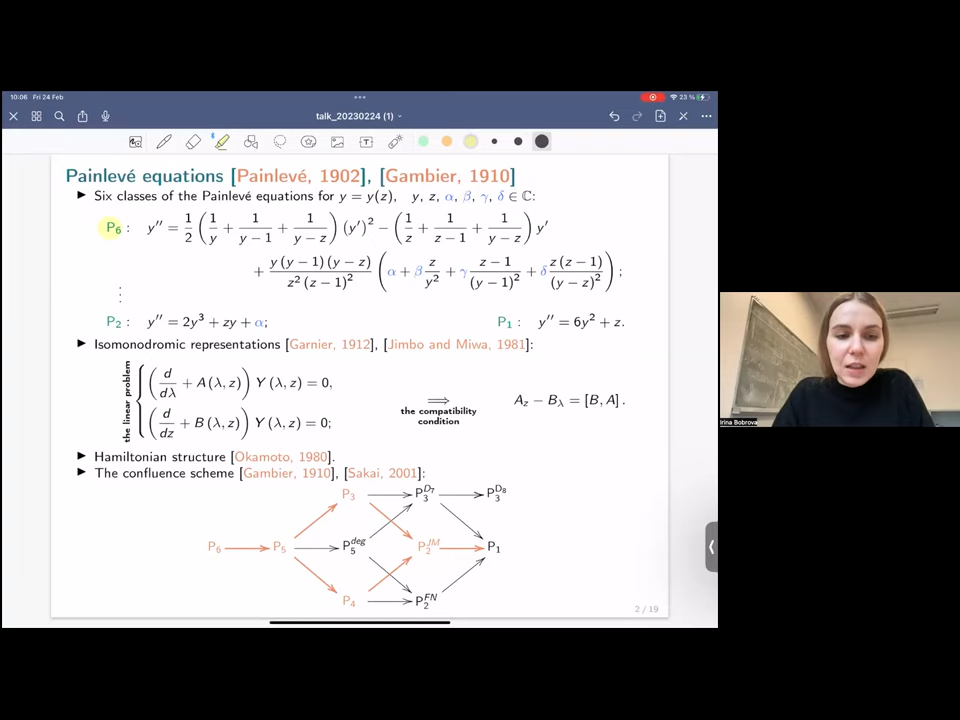 10:06 Fri 24 Feb
23 %
talk_20230224 (1)
Painlevé equations [Painlevé, 1902], [Gambier, 1910]
▶ Six classes of the Painlevé equations for y = y(z), y, z, α, β, γ, δ ∈ ℂ:
P₆ : y'' = 1/2 (1/y + 1/(y − 1) + 1/(y − z)) (y')² − (1/z + 1/(z − 1) + 1/(y − z)) y'
+ y (y − 1) (y − z) / (z² (z − 1)²) (α + β z/y² + γ (z − 1)/(y − 1)² + δ z (z − 1)/(y − z)²) ;
⋮
P₂ : y'' = 2y³ + zy + α; P₁ : y'' = 6y² + z.
▶ Isomonodromic representations [Garnier, 1912], [Jimbo and Miwa, 1981]:
the linear problem
(d/dλ + A (λ, z)) Y (λ, z) = 0,
(d/dz + B (λ, z)) Y (λ, z) = 0;
⟹
the compatibility
condition
A_z − B_λ = [B, A] .
▶ Hamiltonian structure [Okamoto, 1980].
▶ The confluence scheme [Gambier, 1910], [Sakai, 2001]:
P₃ P₃^D₇ P₃^D₈
P₆ P₅ P₅^deg P₂^JM P₁
P₄ P₂^FN
2 / 19
Irina Bobrova